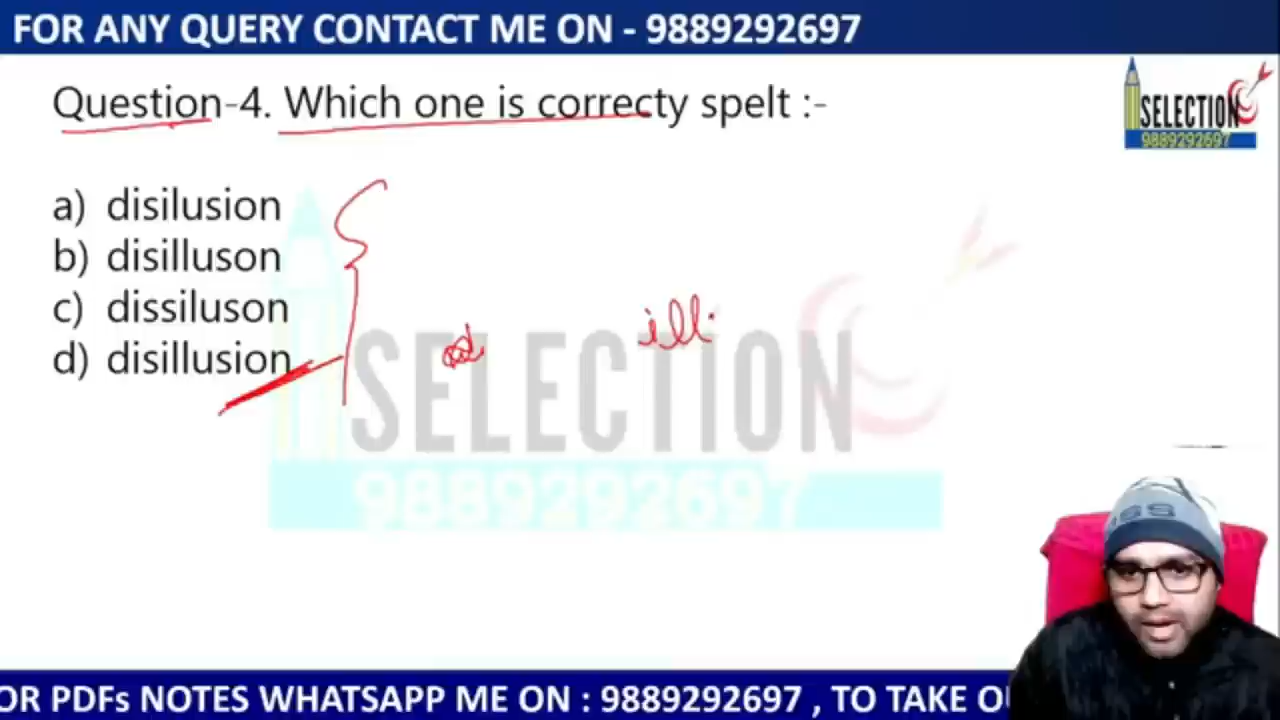 FOR ANY QUERY CONTACT ME ON - 9889292697
SELECTION
9889292697
Question-4. Which one is correcty spelt :-
a) disilusion
b) disilluson
c) dissiluson
d) disillusion
illi
SELECTION
9889292697
OR PDFs NOTES WHATSAPP ME ON : 9889292697 , TO TAKE OU